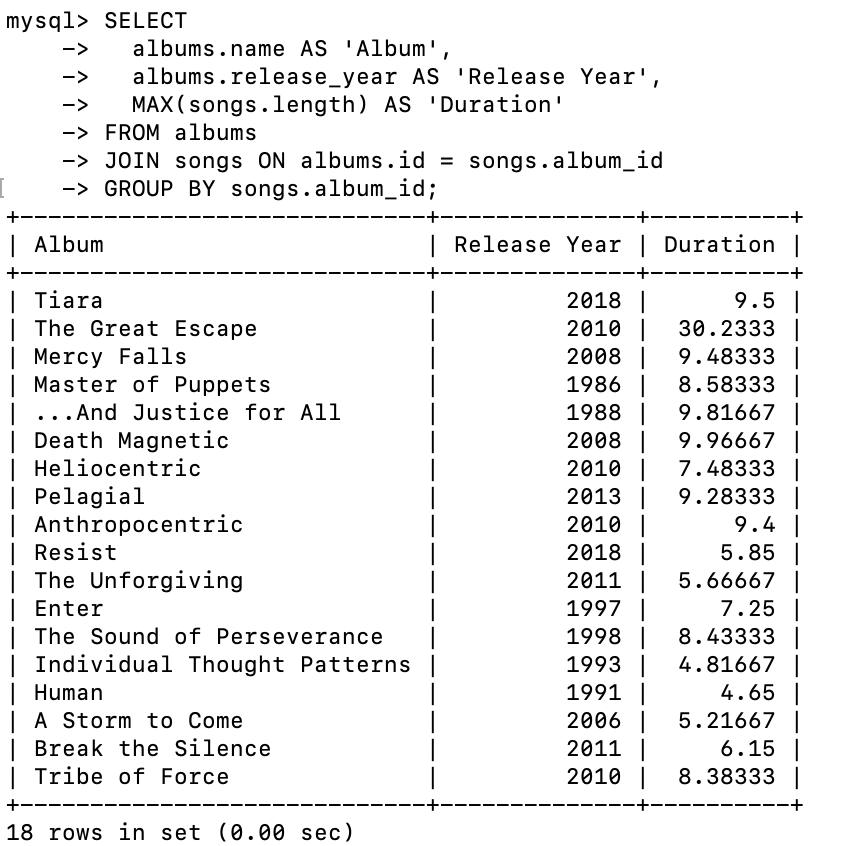 mysql> SELECT
    ->   albums.name AS 'Album',
    ->   albums.release_year AS 'Release Year',
    ->   MAX(songs.length) AS 'Duration'
    -> FROM albums
    -> JOIN songs ON albums.id = songs.album_id
    -> GROUP BY songs.album_id;
+-----------------------------+--------------+----------+
| Album                       | Release Year | Duration |
+-----------------------------+--------------+----------+
| Tiara                       |         2018 |      9.5 |
| The Great Escape            |         2010 |  30.2333 |
| Mercy Falls                 |         2008 |  9.48333 |
| Master of Puppets           |         1986 |  8.58333 |
| ...And Justice for All      |         1988 |  9.81667 |
| Death Magnetic              |         2008 |  9.96667 |
| Heliocentric                |         2010 |  7.48333 |
| Pelagial                    |         2013 |  9.28333 |
| Anthropocentric             |         2010 |      9.4 |
| Resist                      |         2018 |     5.85 |
| The Unforgiving             |         2011 |  5.66667 |
| Enter                       |         1997 |     7.25 |
| The Sound of Perseverance   |         1998 |  8.43333 |
| Individual Thought Patterns |         1993 |  4.81667 |
| Human                       |         1991 |     4.65 |
| A Storm to Come             |         2006 |  5.21667 |
| Break the Silence           |         2011 |     6.15 |
| Tribe of Force              |         2010 |  8.38333 |
+-----------------------------+--------------+----------+
18 rows in set (0.00 sec)